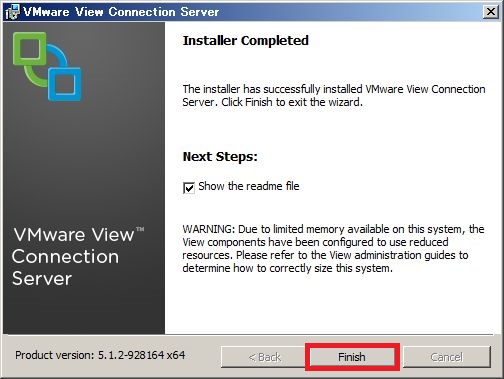 VMware View Connection Server
Installer Completed
The installer has successfully installed VMware View Connection
Server. Click Finish to exit the wizard.
Next Steps:
Show the readme file
WARNING: Due to limited memory available on this system, the
View components have been configured to use reduced
resources. Please refer to the View administration guides to
determine how to correctly size this system.
VMware View™
Connection
Server
Product version: 5.1.2-928164 x64
< Back
Finish
Cancel